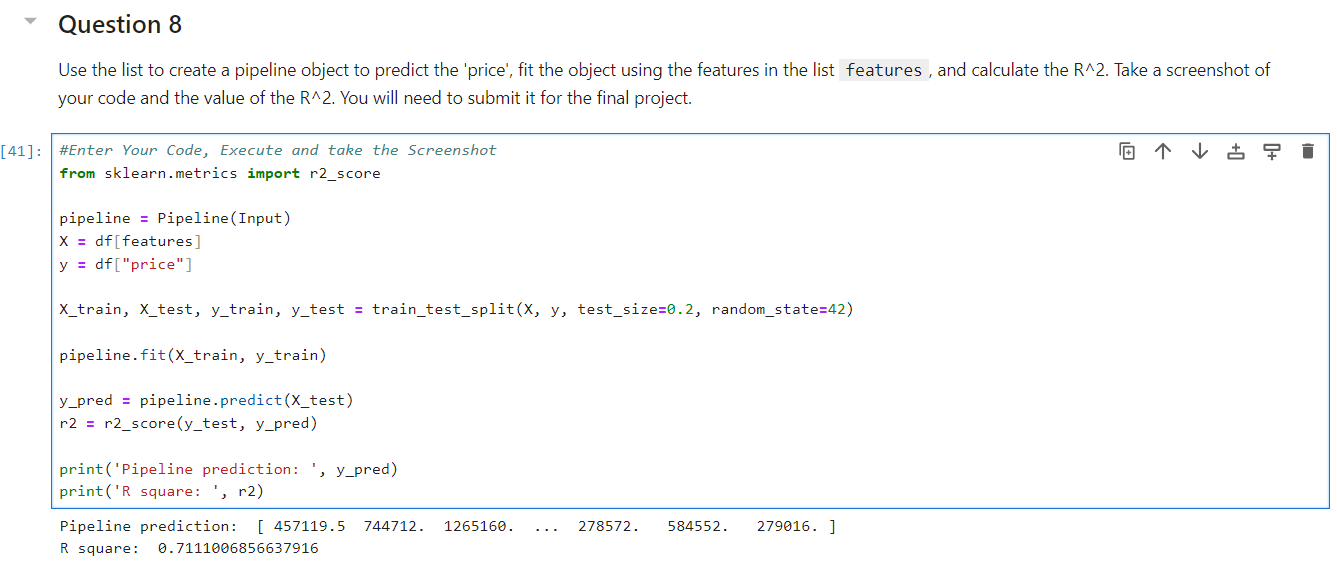 Question 8
Use the list to create a pipeline object to predict the 'price', fit the object using the features in the list features , and calculate the R^2. Take a screenshot of
your code and the value of the R^2. You will need to submit it for the final project.
[41]: #Enter Your Code, Execute and take the Screenshot
from sklearn.metrics import r2_score
pipeline = Pipeline(Input)
X = df[features]
y = df["price"]
X_train, X_test, y_train, y_test = train_test_split(X, y, test_size=0.2, random_state=42)
pipeline.fit(X_train, y_train)
y_pred = pipeline.predict(X_test)
r2 = r2_score(y_test, y_pred)
print('Pipeline prediction: ', y_pred)
print('R square: ', r2)
Pipeline prediction:  [ 457119.5  744712.  1265160.  ...  278572.   584552.   279016. ]
R square:  0.7111006856637916